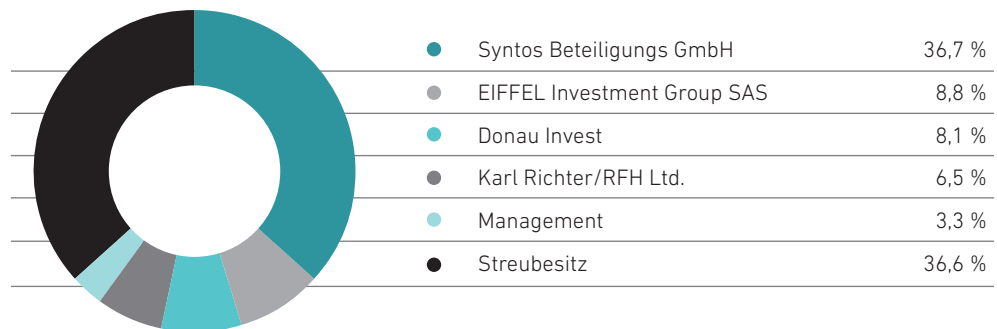 Syntos Beteiligungs GmbH 36,7 %
EIFFEL Investment Group SAS 8,8 %
Donau Invest 8,1 %
Karl Richter/RFH Ltd. 6,5 %
Management 3,3 %
Streubesitz 36,6 %